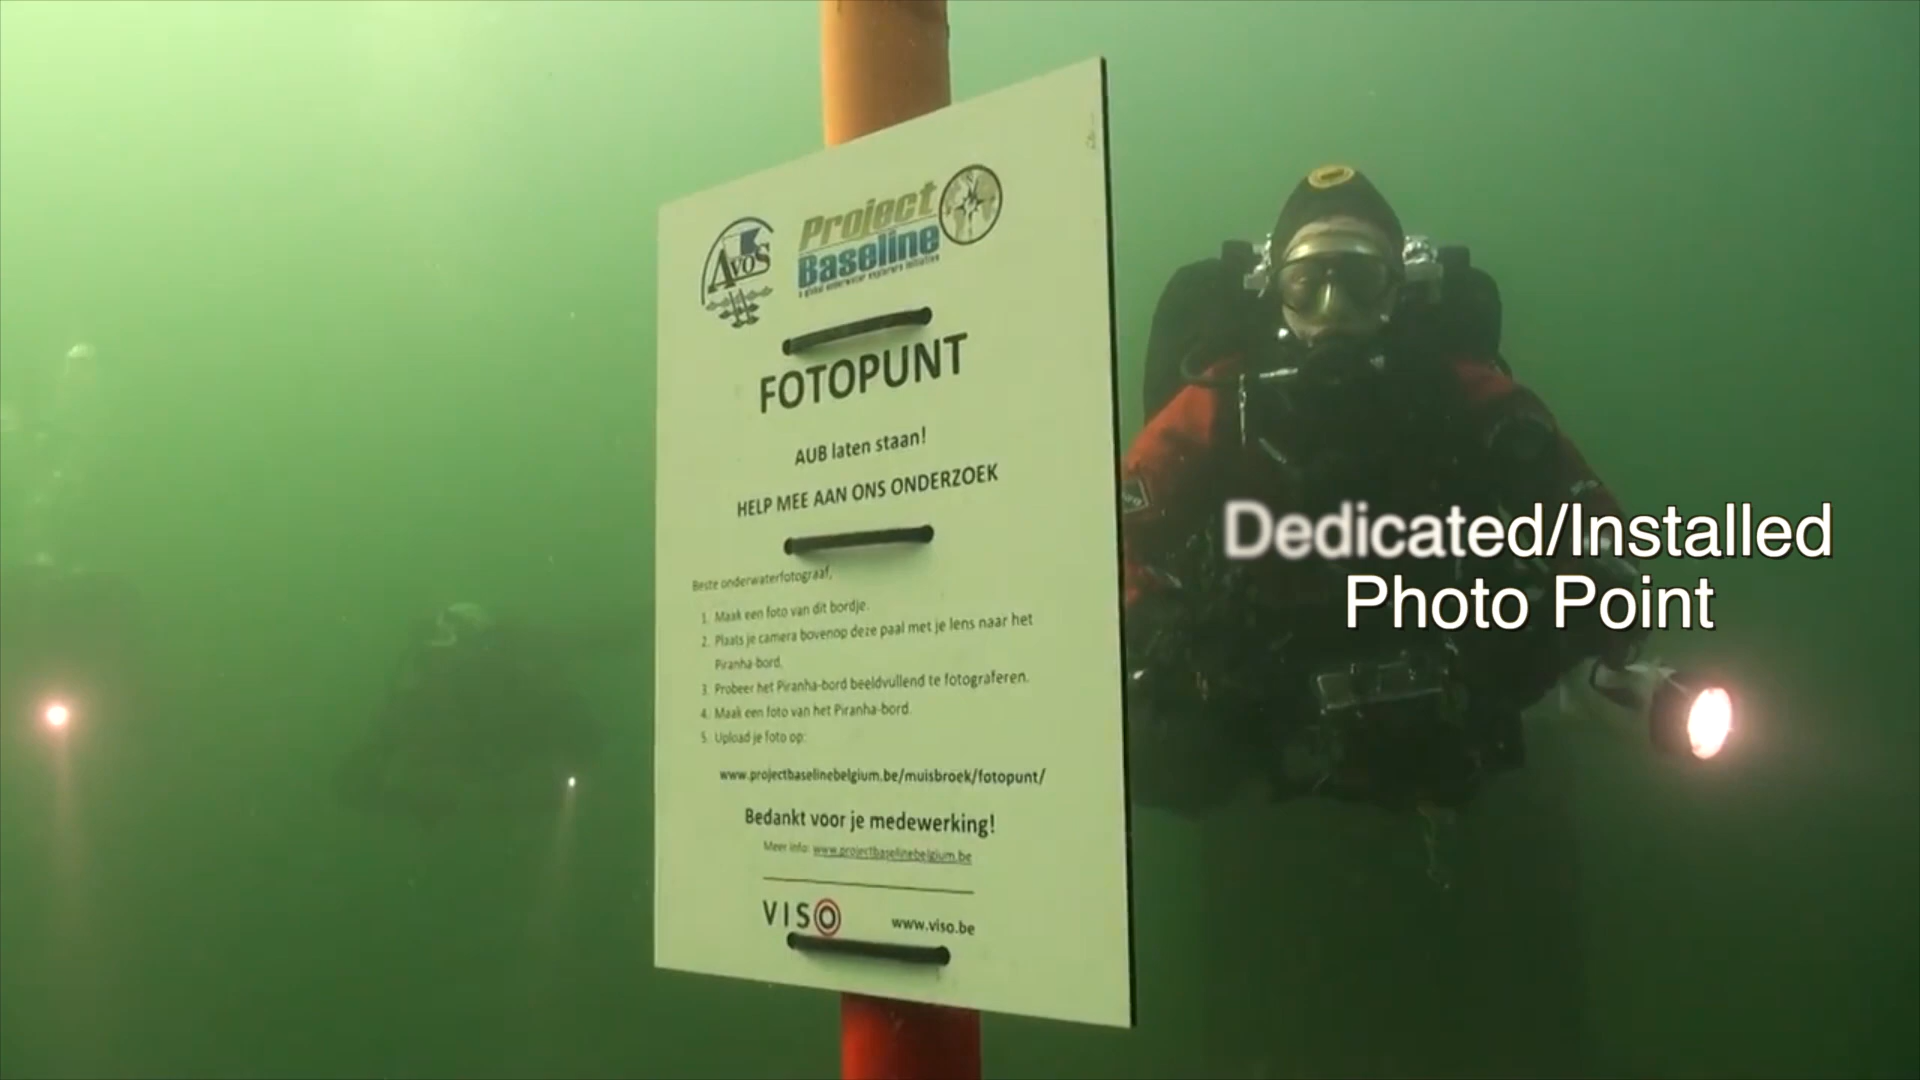 AVOS
Project
Baseline
a global underwater explorers initiative
FOTOPUNT
AUB laten staan!
HELP MEE AAN ONS ONDERZOEK
Beste onderwaterfotograaf,
1. Maak een foto van dit bordje.
2. Plaats je camera bovenop deze paal met je lens naar het
Piranha-bord.
3. Probeer het Piranha-bord beeldvullend te fotograferen.
4. Maak een foto van het Piranha-bord.
5. Upload je foto op:
www.projectbaselinebelgium.be/muisbroek/fotopunt/
Bedankt voor je medewerking!
Meer info: www.projectbaselinebelgium.be
VISO www.viso.be
Dedicated/Installed
Photo Point